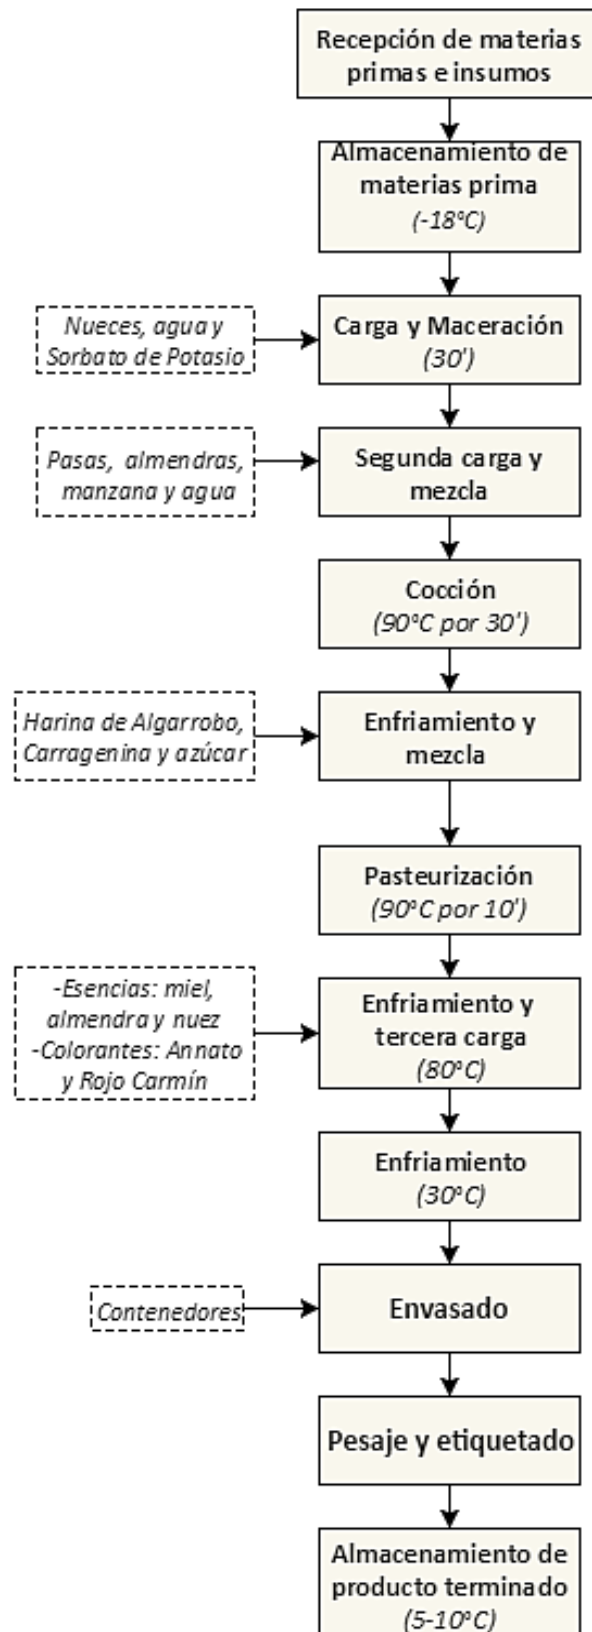 Recepción de materias
primas e insumos
Almacenamiento de
materias prima
(-18°C)
Nueces, agua y
Sorbato de Potasio
Carga y Maceración
(30')
Pasas, almendras,
manzana y agua
Segunda carga y
mezcla
Cocción
(90°C por 30')
Harina de Algarrobo,
Carragenina y azúcar
Enfriamiento y
mezcla
Pasteurización
(90°C por 10')
-Esencias: miel,
almendra y nuez
-Colorantes: Annato
y Rojo Carmín
Enfriamiento y
tercera carga
(80°C)
Enfriamiento
(30°C)
Contenedores
Envasado
Pesaje y etiquetado
Almacenamiento de
producto terminado
(5-10°C)